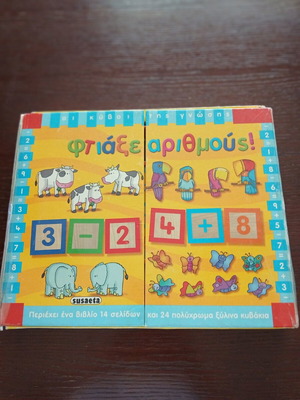 οι κύβοι της γνώσης
φτιάξε αριθμούς!
3 - 2 4 + 8
susaeta
Περιέχει ένα βιβλίο 14 σελίδων και 24 πολύχρωμα ξύλινα κυβάκια